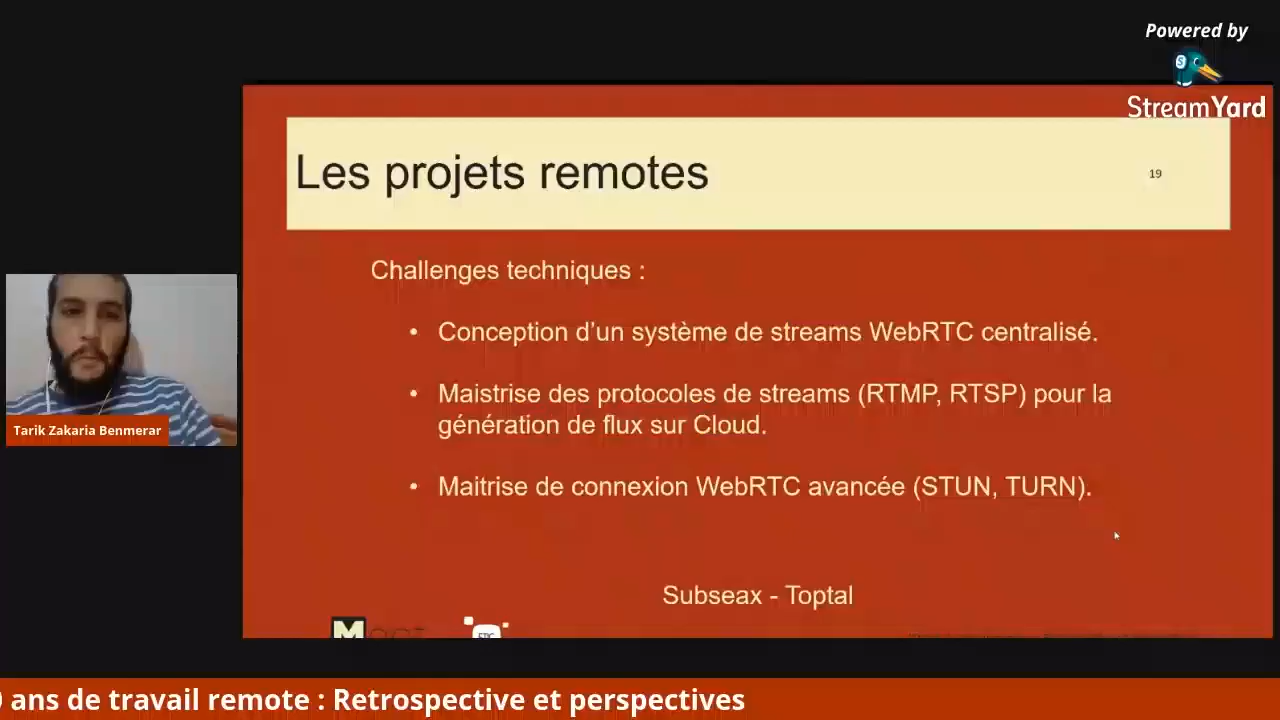 Powered by
StreamYard
Les projets remotes
19
Challenges techniques :
• Conception d'un système de streams WebRTC centralisé.
• Maistrise des protocoles de streams (RTMP, RTSP) pour la
génération de flux sur Cloud.
• Maitrise de connexion WebRTC avancée (STUN, TURN).
Subseax - Toptal
Tarik Zakaria Benmerar
ans de travail remote : Retrospective et perspectives